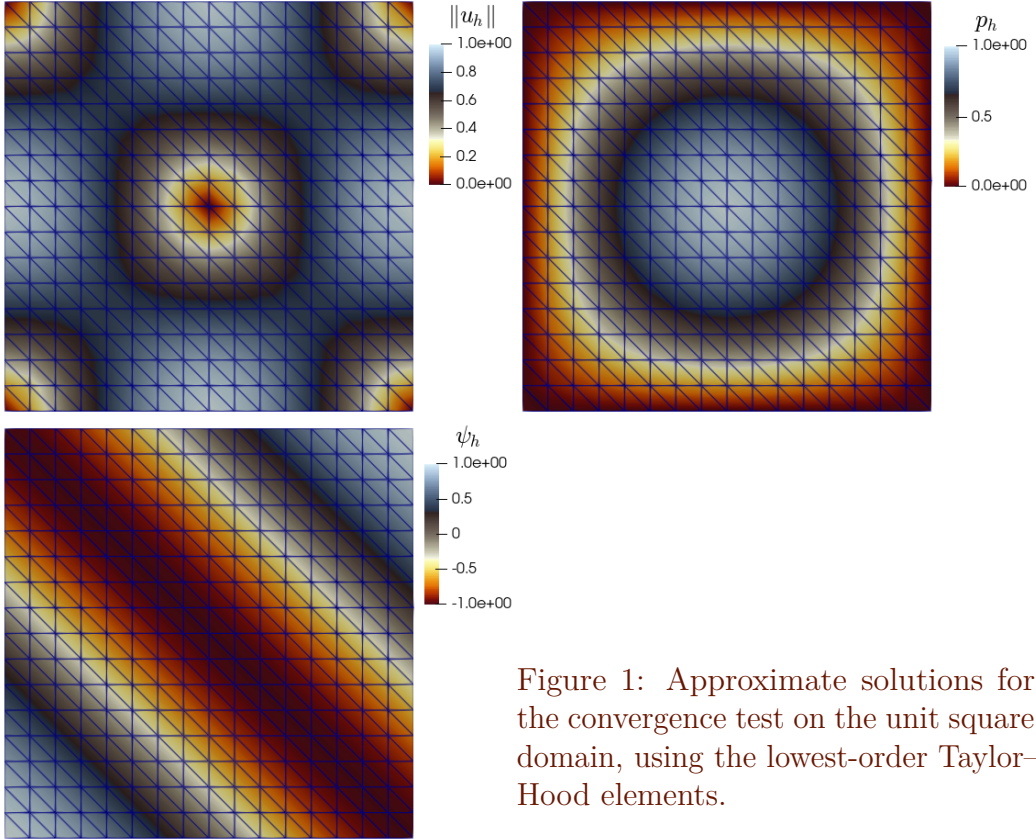 ‖u_h‖
1.0e+00
0.8
0.6
0.4
0.2
0.0e+00
p_h
1.0e+00
0.5
0.0e+00
ψ_h
1.0e+00
0.5
0
-0.5
-1.0e+00
Figure 1: Approximate solutions for
the convergence test on the unit square
domain, using the lowest-order Taylor–
Hood elements.